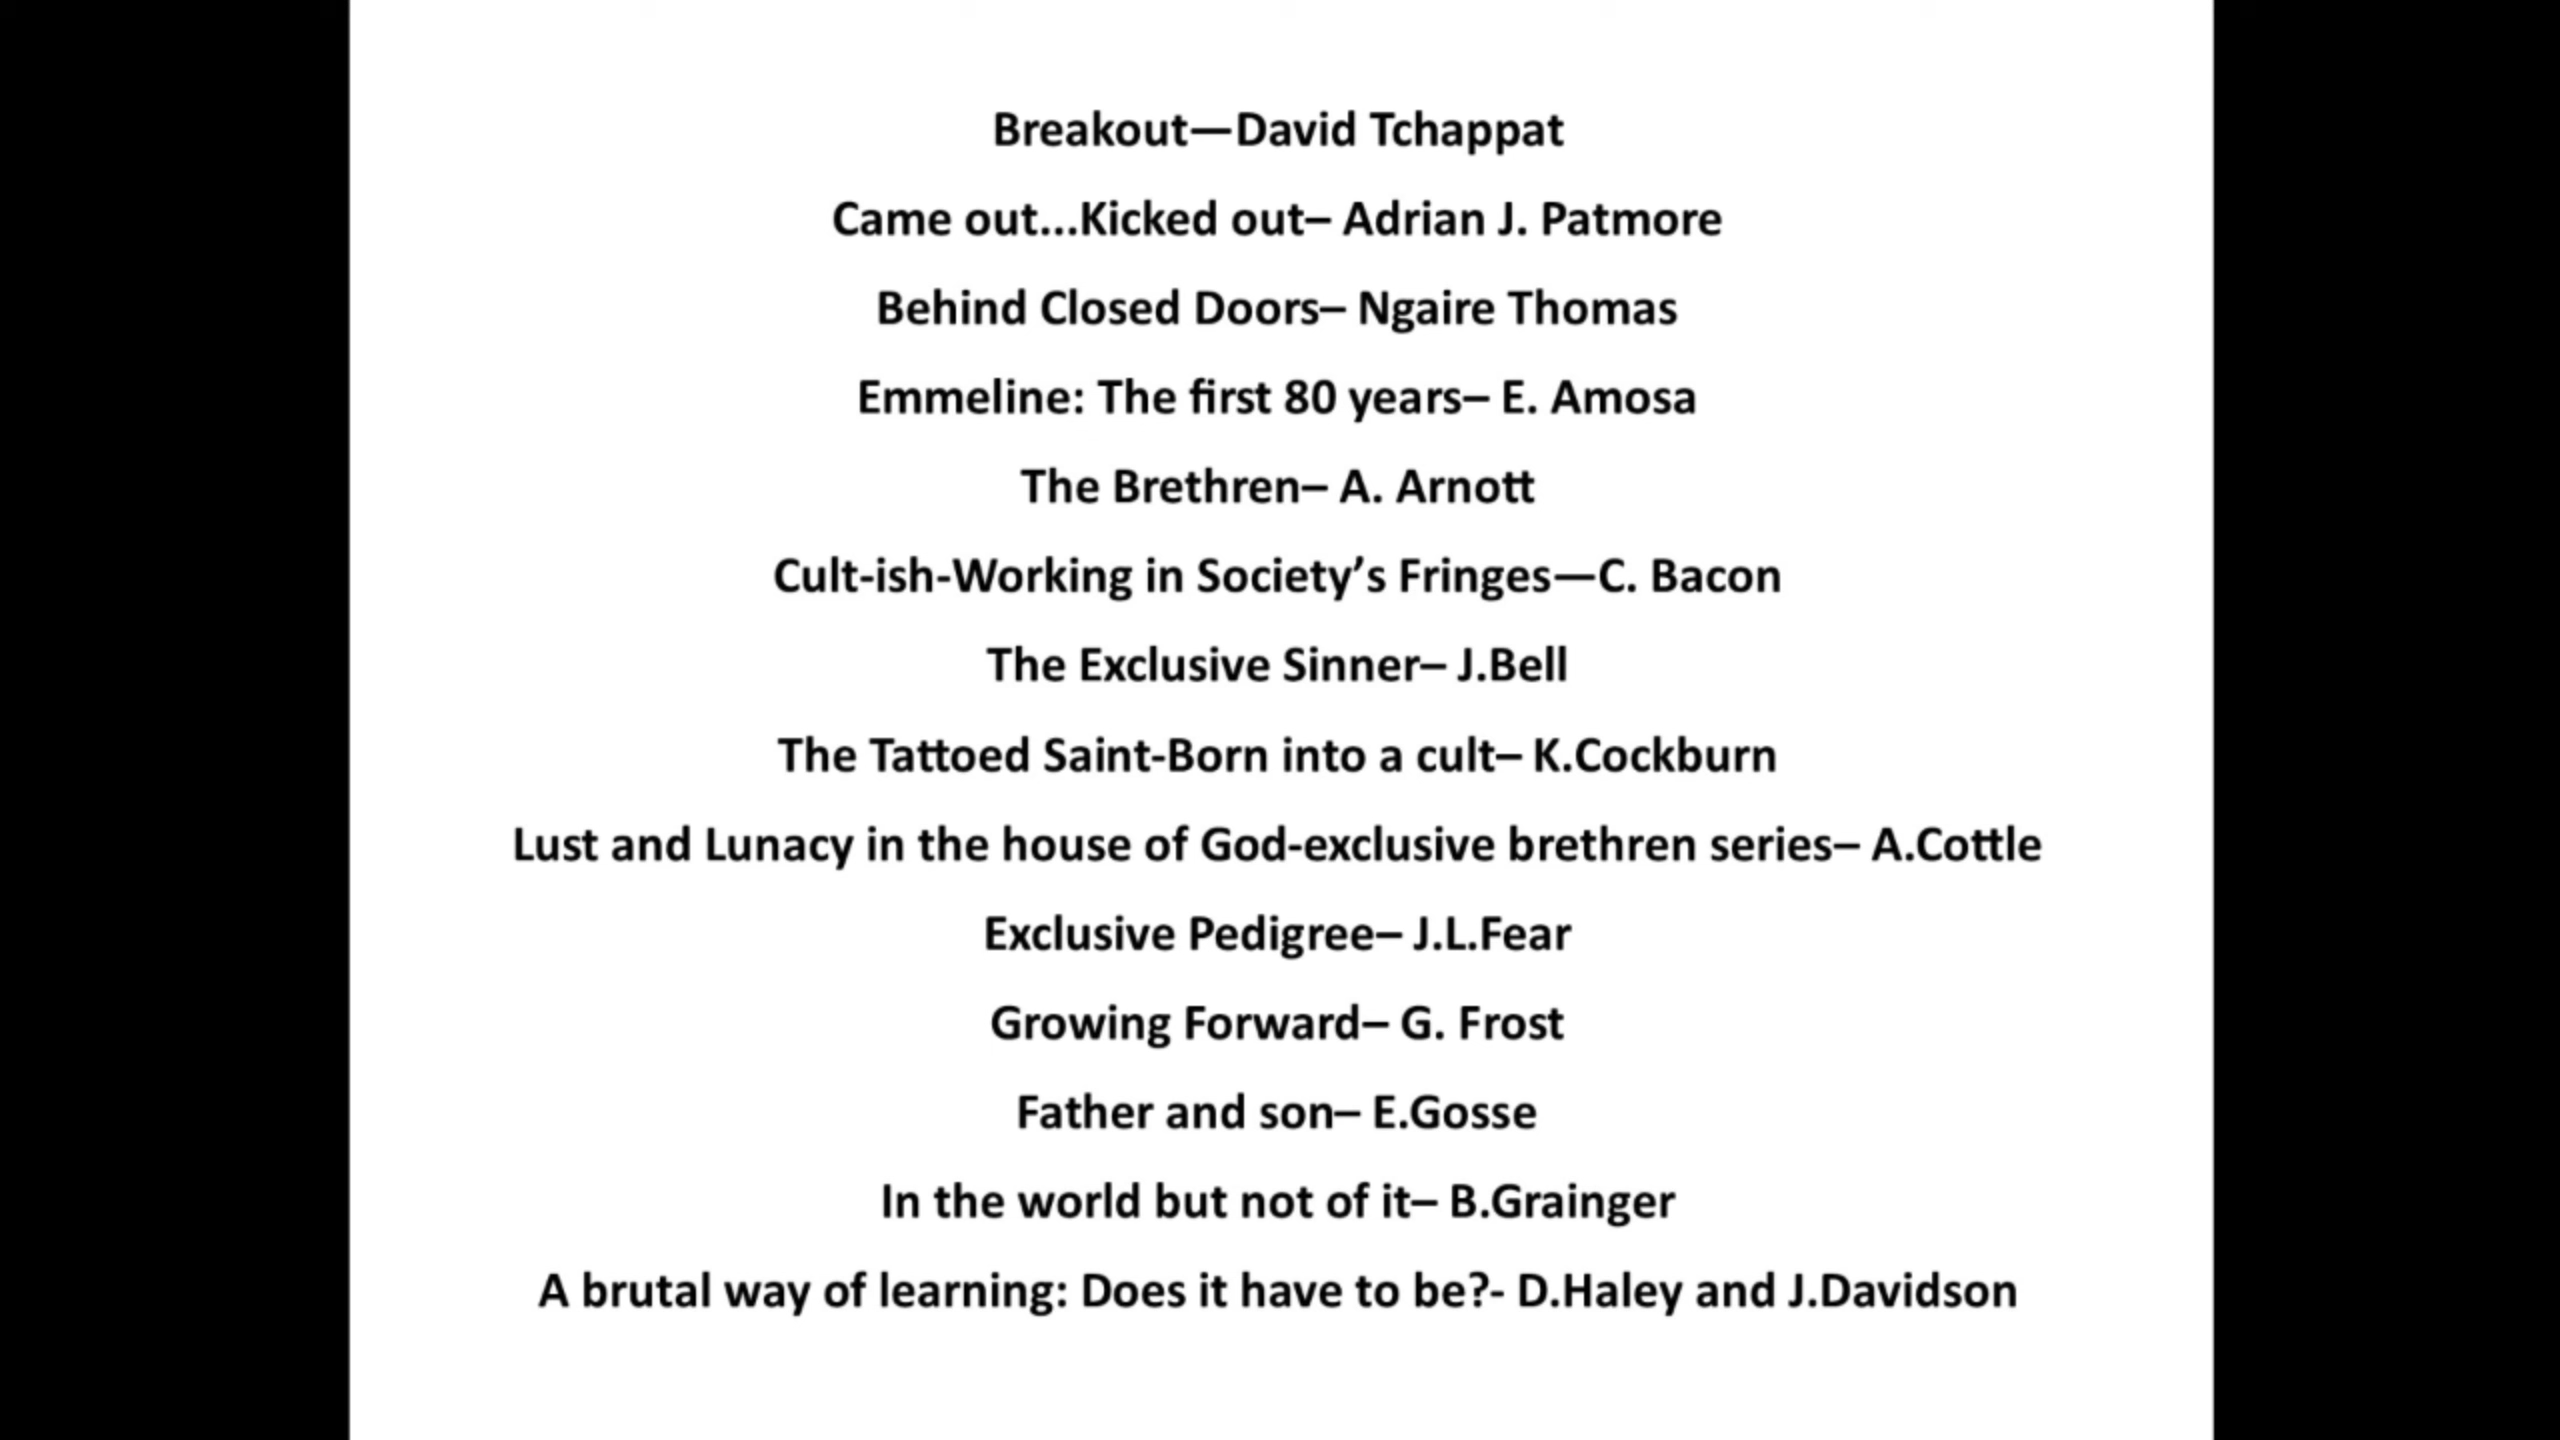 Breakout—David Tchappat
Came out...Kicked out– Adrian J. Patmore
Behind Closed Doors– Ngaire Thomas
Emmeline: The first 80 years– E. Amosa
The Brethren– A. Arnott
Cult-ish-Working in Society’s Fringes—C. Bacon
The Exclusive Sinner– J.Bell
The Tattoed Saint-Born into a cult– K.Cockburn
Lust and Lunacy in the house of God-exclusive brethren series– A.Cottle
Exclusive Pedigree– J.L.Fear
Growing Forward– G. Frost
Father and son– E.Gosse
In the world but not of it– B.Grainger
A brutal way of learning: Does it have to be?- D.Haley and J.Davidson